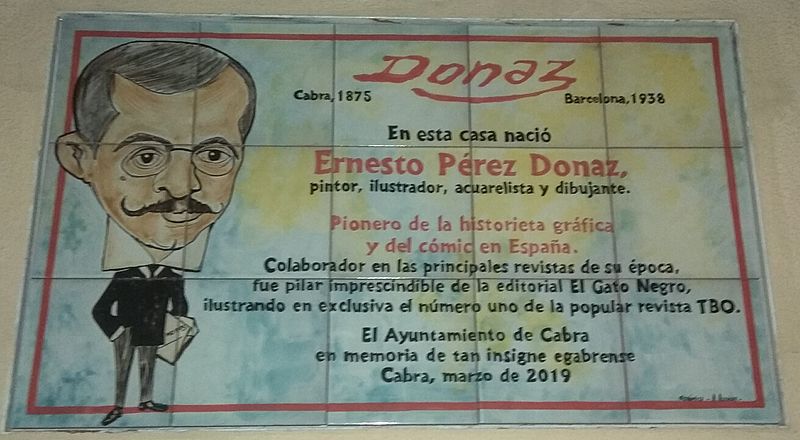 Donaz
Cabra, 1875
Barcelona, 1938
En esta casa nació
Ernesto Pérez Donaz,
pintor, ilustrador, acuarelista y dibujante.
Pionero de la historieta gráfica
y del cómic en España.
Colaborador en las principales revistas de su época,
fue pilar imprescindible de la editorial El Gato Negro,
ilustrando en exclusiva el número uno de la popular revista TBO.
El Ayuntamiento de Cabra
en memoria de tan insigne egabrense
Cabra, marzo de 2019